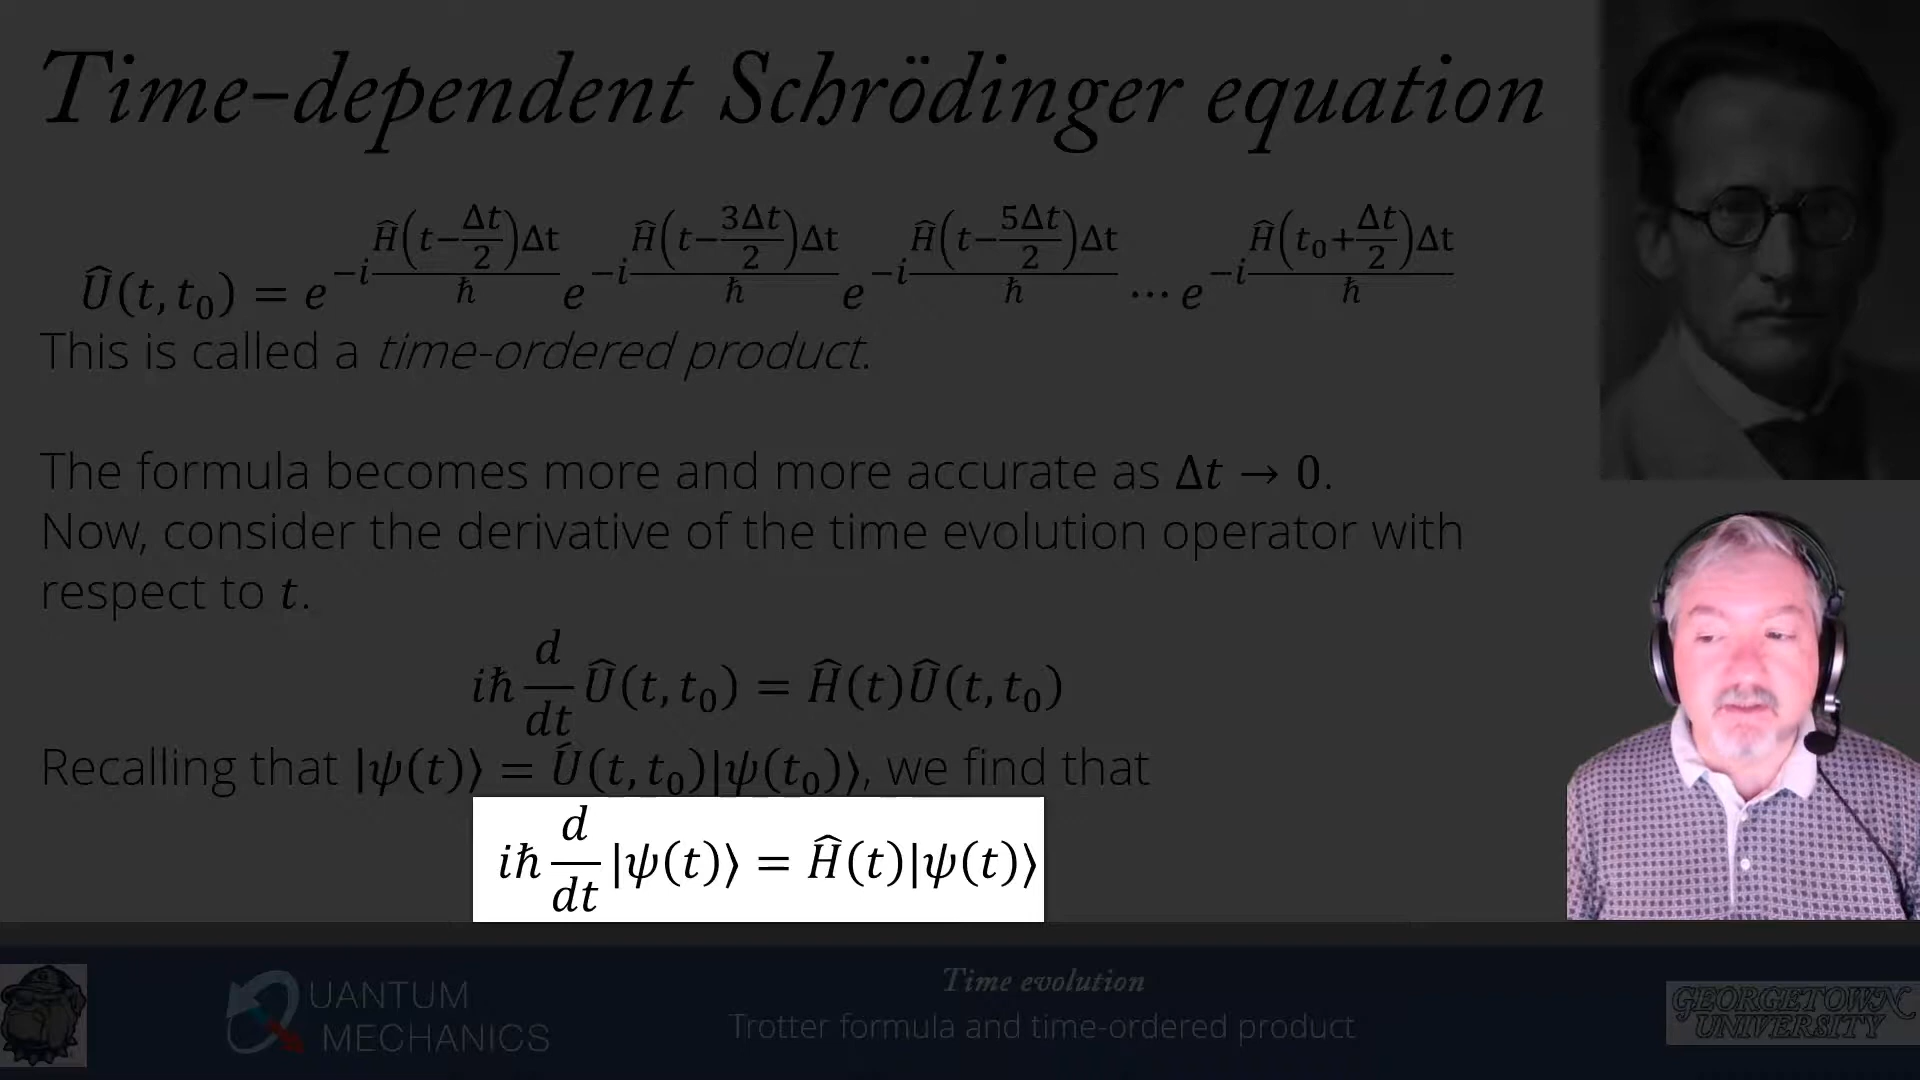 Time-dependent Schrödinger equation
Û(t, t₀) = e^{-i Ĥ(t-Δt/2)Δt/ħ} e^{-i Ĥ(t-3Δt/2)Δt/ħ} e^{-i Ĥ(t-5Δt/2)Δt/ħ} ⋯ e^{-i Ĥ(t₀+Δt/2)Δt/ħ}
This is called a time-ordered product.
The formula becomes more and more accurate as Δt → 0.
Now, consider the derivative of the time evolution operator with
respect to t.
iħ d/dt Û(t, t₀) = Ĥ(t)Û(t, t₀)
Recalling that |ψ(t)⟩ = Ú(t, t₀)|ψ(t₀)⟩, we find that
iħ d/dt |ψ(t)⟩ = Ĥ(t)|ψ(t)⟩
QUANTUM
MECHANICS
Time evolution
Trotter formula and time-ordered product
GEORGETOWN
UNIVERSITY